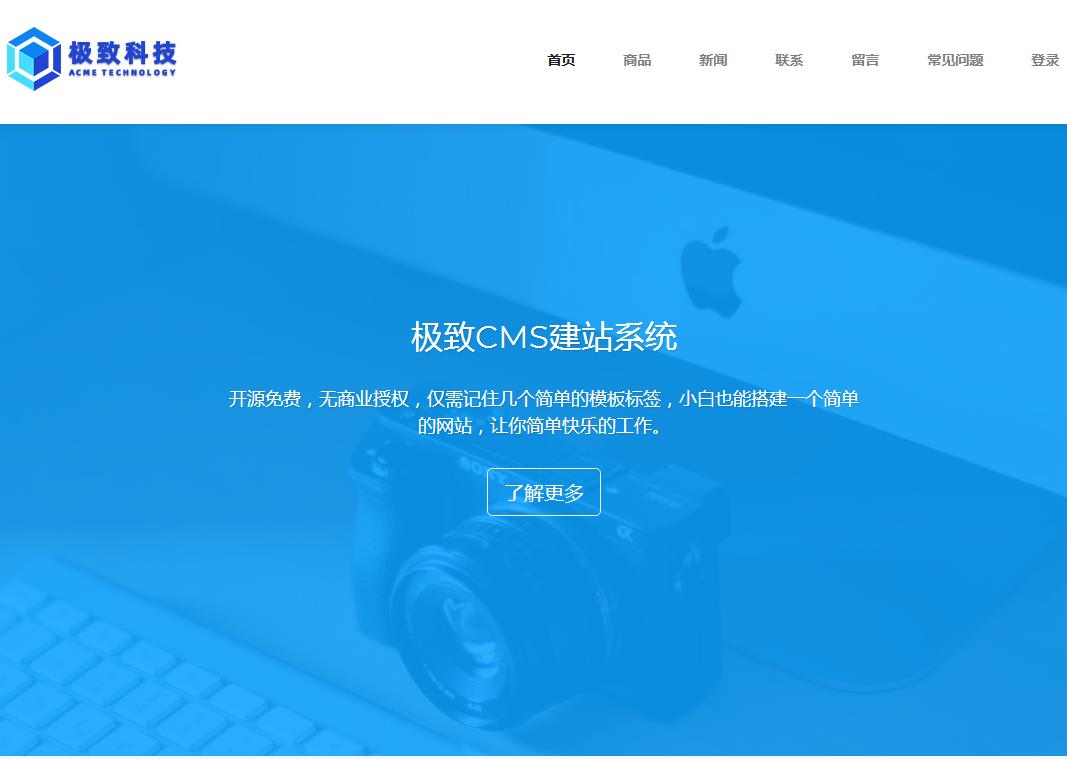 极致科技
ACME TECHNOLOGY
首页 商品 新闻 联系 留言 常见问题 登录
极致CMS建站系统
开源免费，无商业授权，仅需记住几个简单的模板标签，小白也能搭建一个简单
的网站，让你简单快乐的工作。
SONY
了解更多
α